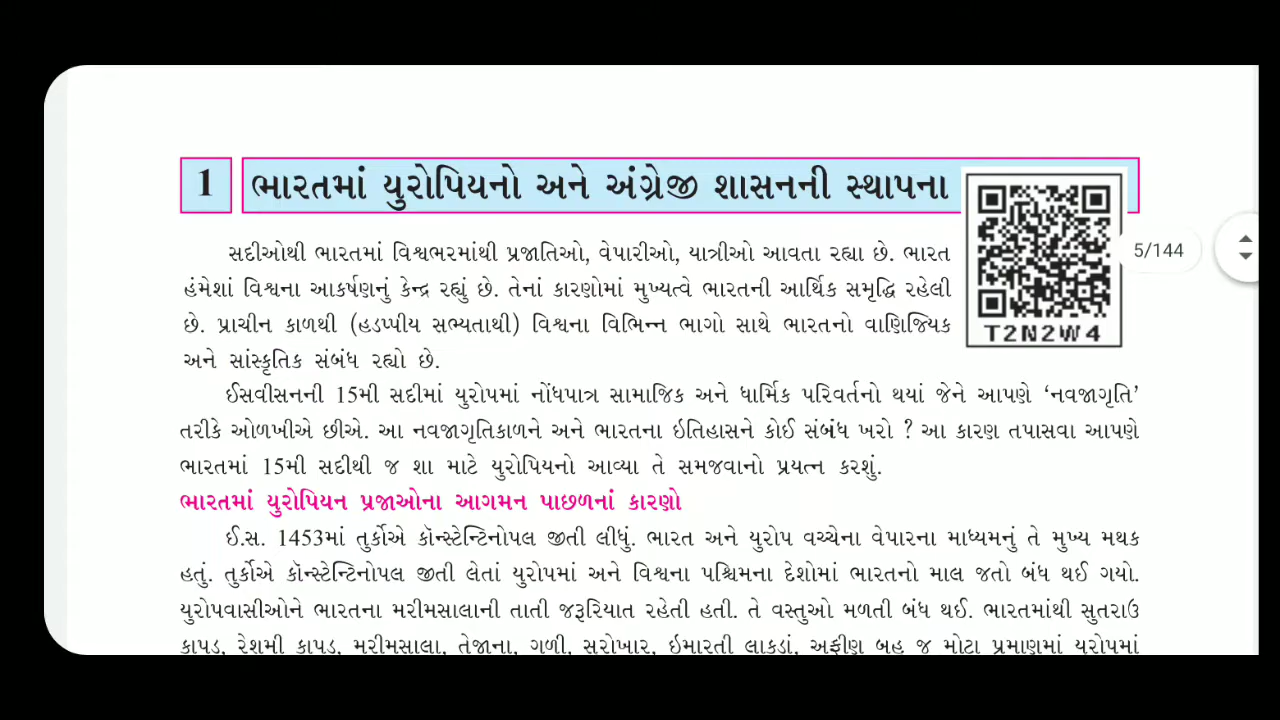 1 ભારતમાં યુરોપિયનો અને અંગ્રેજી શાસનની સ્થાપના
સદીઓથી ભારતમાં વિશ્વભરમાંથી પ્રજાતિઓ, વેપારીઓ, યાત્રીઓ આવતા રહ્યા છે. ભારત
હંમેશાં વિશ્વના આકર્ષણનું કેન્દ્ર રહ્યું છે. તેનાં કારણોમાં મુખ્યત્વે ભારતની આર્થિક સમૃદ્ધિ રહેલી
છે. પ્રાચીન કાળથી (હડપ્પીય સભ્યતાથી) વિશ્વના વિભિન્ન ભાગો સાથે ભારતનો વાણિજ્યિક
અને સાંસ્કૃતિક સંબંધ રહ્યો છે.
T2N2W4
5/144
ઈસવીસનની 15મી સદીમાં યુરોપમાં નોંધપાત્ર સામાજિક અને ધાર્મિક પરિવર્તનો થયાં જેને આપણે ‘નવજાગૃતિ’
તરીકે ઓળખીએ છીએ. આ નવજાગૃતિકાળને અને ભારતના ઇતિહાસને કોઈ સંબંધ ખરો ? આ કારણ તપાસવા આપણે
ભારતમાં 15મી સદીથી જ શા માટે યુરોપિયનો આવ્યા તે સમજવાનો પ્રયત્ન કરશું.
ભારતમાં યુરોપિયન પ્રજાઓના આગમન પાછળનાં કારણો
ઈ.સ. 1453માં તુર્કોએ કૉન્સ્ટેન્ટિનોપલ જીતી લીધું. ભારત અને યુરોપ વચ્ચેના વેપારના માધ્યમનું તે મુખ્ય મથક
હતું. તુર્કોએ કૉન્સ્ટેન્ટિનોપલ જીતી લેતાં યુરોપમાં અને વિશ્વના પશ્ચિમના દેશોમાં ભારતનો માલ જતો બંધ થઈ ગયો.
યુરોપવાસીઓને ભારતના મરીમસાલાની તાતી જરૂરિયાત રહેતી હતી. તે વસ્તુઓ મળતી બંધ થઈ. ભારતમાંથી સુતરાઉ
કાપડ, રેશમી કાપડ, મરીમસાલા, તેજાના, ગળી, સરોખાર, ઇમારતી લાકડાં, અફીણ બહુ જ મોટા પ્રમાણમાં યુરોપમાં